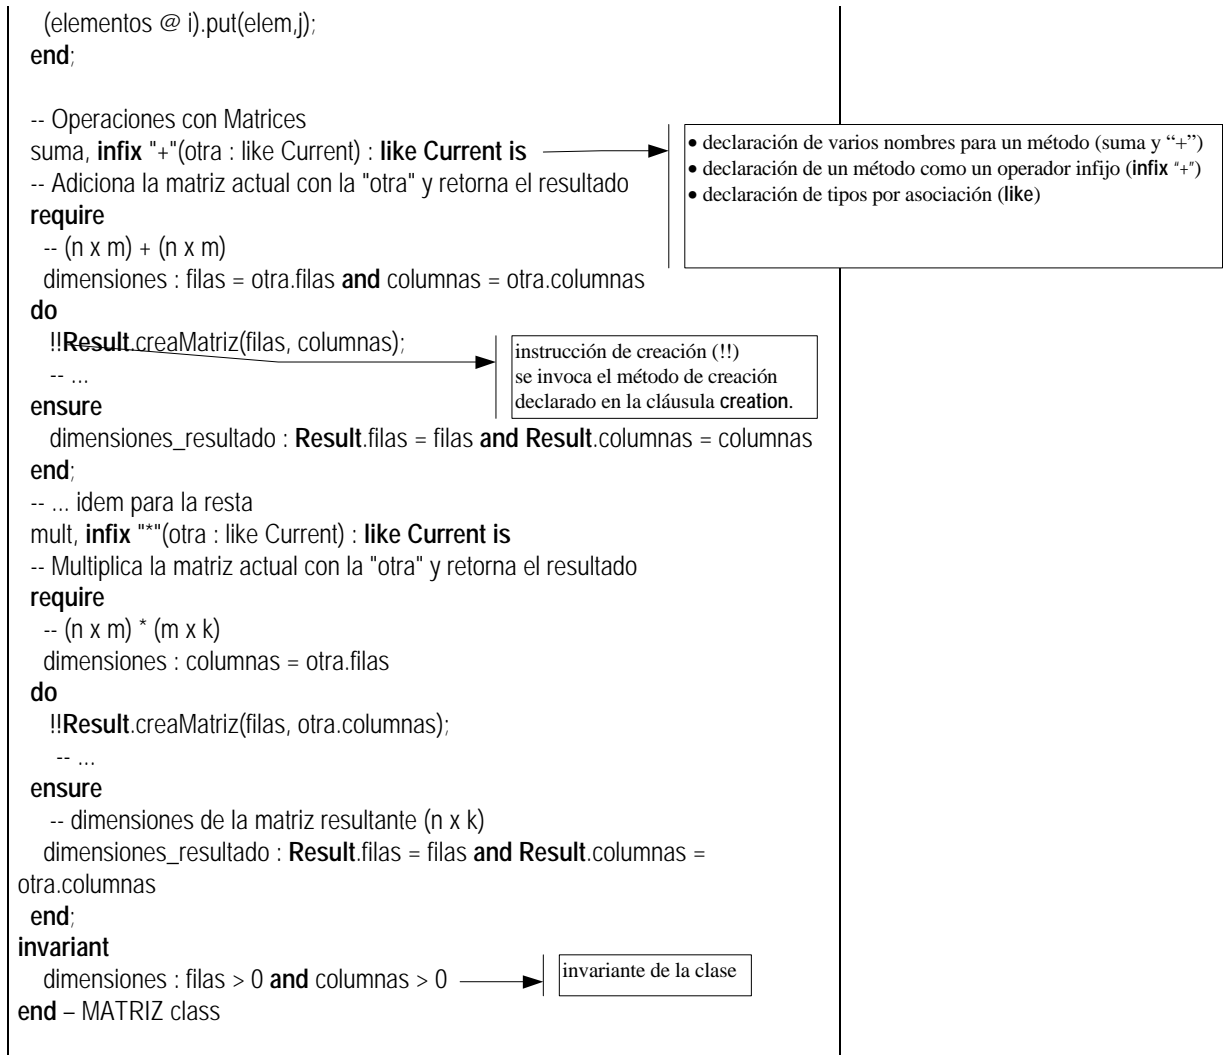 (elementos @ i).put(elem,j);
end;
-- Operaciones con Matrices
suma, infix "+"(otra : like Current) : like Current is
-- Adiciona la matriz actual con la "otra" y retorna el resultado
require
-- (n x m) + (n x m)
dimensiones : filas = otra.filas and columnas = otra.columnas
do
!!Result.creaMatriz(filas, columnas);
-- ...
ensure
dimensiones_resultado : Result.filas = filas and Result.columnas = columnas
end;
-- ... idem para la resta
mult, infix "*"(otra : like Current) : like Current is
-- Multiplica la matriz actual con la "otra" y retorna el resultado
require
-- (n x m) * (m x k)
dimensiones : columnas = otra.filas
do
!!Result.creaMatriz(filas, otra.columnas);
-- ...
ensure
-- dimensiones de la matriz resultante (n x k)
dimensiones_resultado : Result.filas = filas and Result.columnas =
otra.columnas
end;
invariant
dimensiones : filas > 0 and columnas > 0
end – MATRIZ class
• declaración de varios nombres para un método (suma y “+”)
• declaración de un método como un operador infijo (infix "+")
• declaración de tipos por asociación (like)
instrucción de creación (!!)
se invoca el método de creación
declarado en la cláusula creation.
invariante de la clase